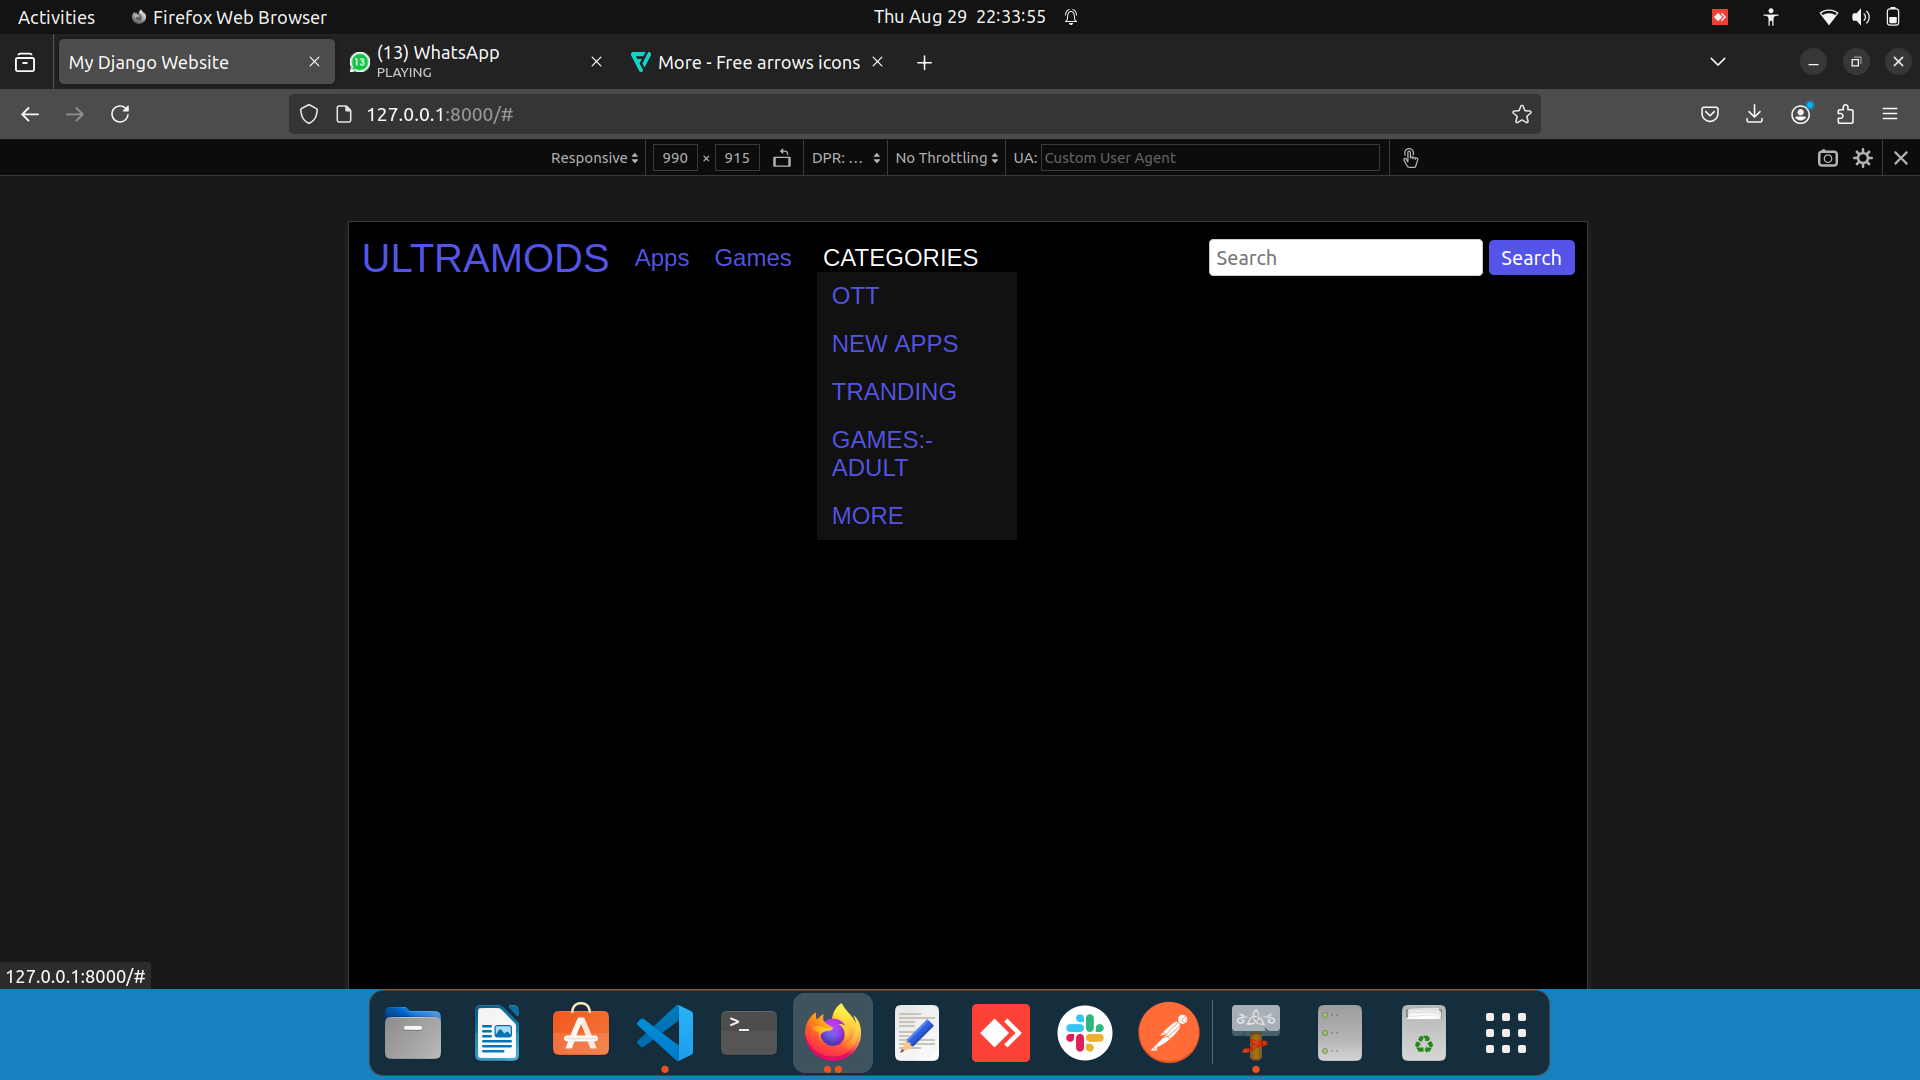 Activities
Firefox Web Browser
Thu Aug 29 22:33:55
My Django Website
13
(13) WhatsApp
PLAYING
More - Free arrows icons
127.0.0.1:8000/#
Responsive
990 × 915
DPR: ...
No Throttling
UA: Custom User Agent
ULTRAMODS
Apps
Games
CATEGORIES
Search
Search
OTT
NEW APPS
TRANDING
GAMES:-
ADULT
MORE
127.0.0.1:8000/#
>_